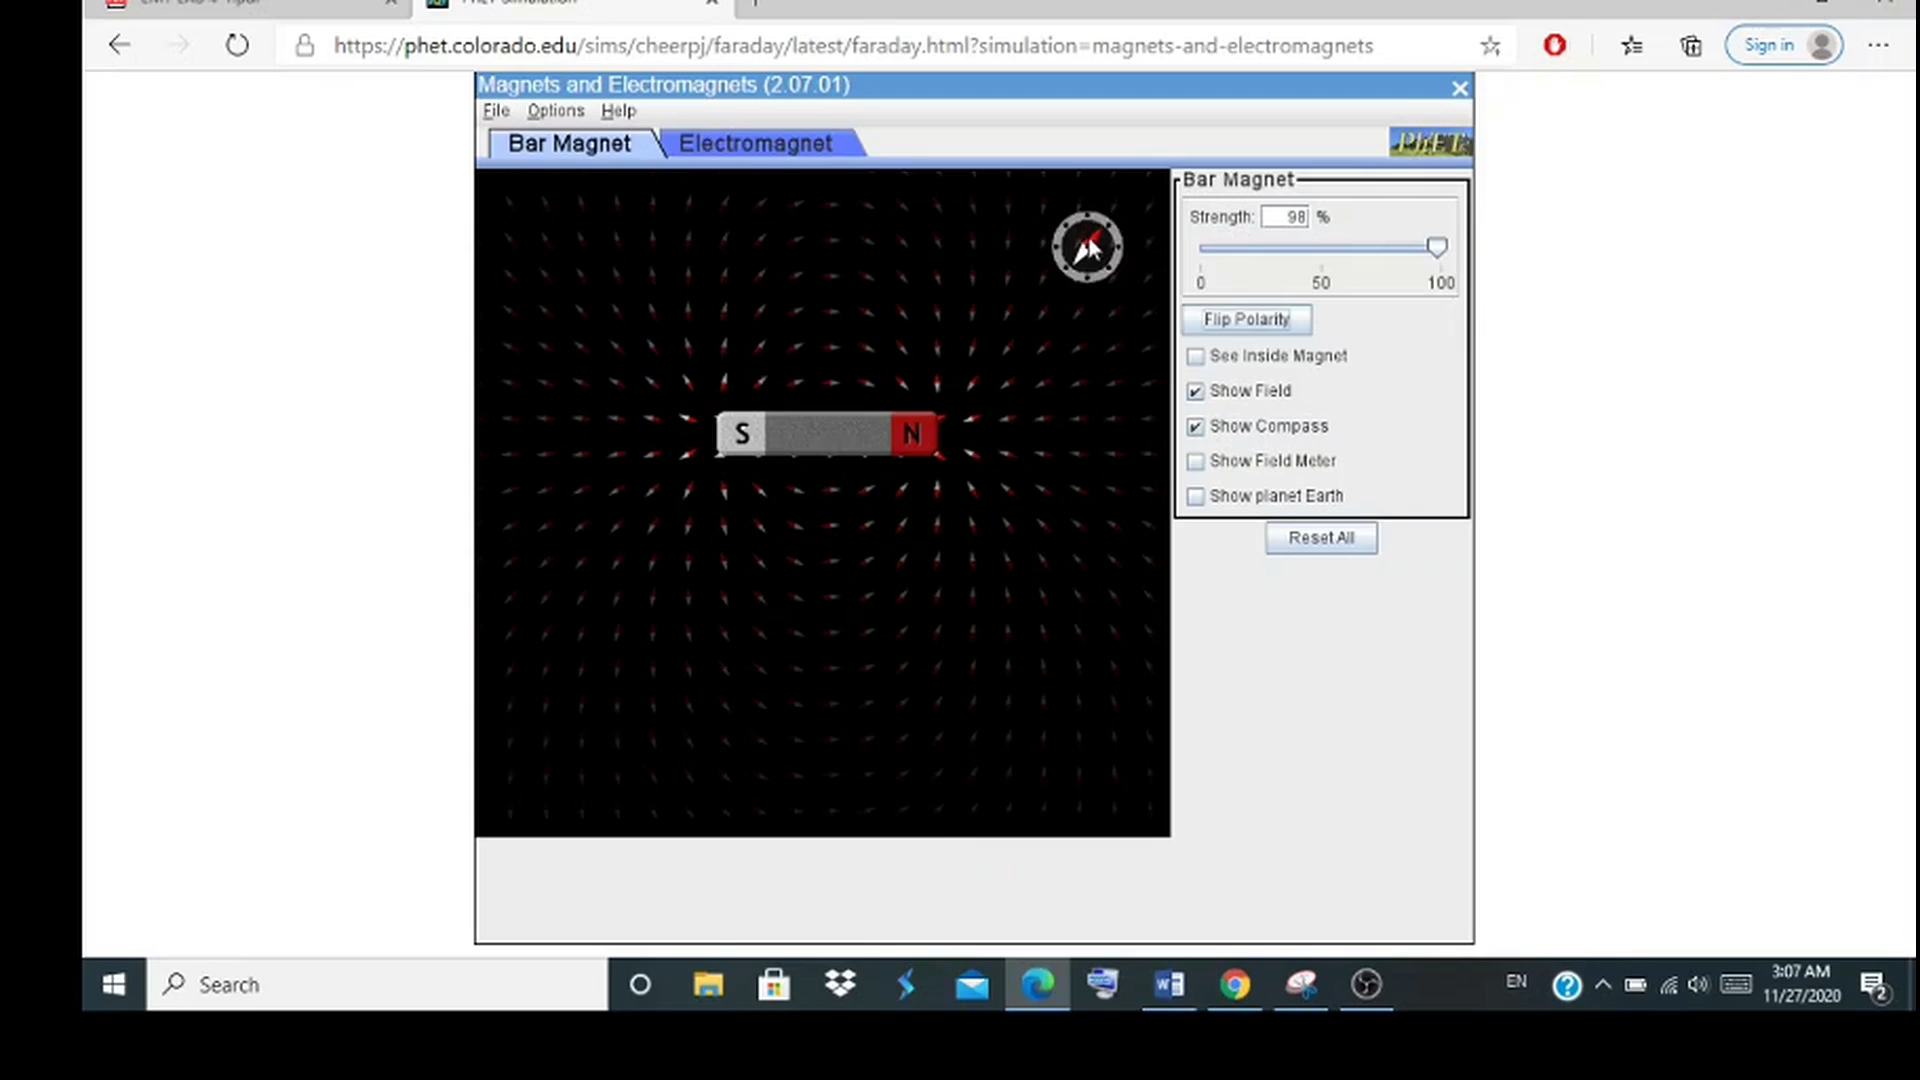 https://phet.colorado.edu/sims/cheerpj/faraday/latest/faraday.html?simulation=magnets-and-electromagnets
Sign in
Magnets and Electromagnets (2.07.01)
File Options Help
Bar Magnet Electromagnet
PhET
Bar Magnet
Strength: 98 %
0 50 100
Flip Polarity
See Inside Magnet
Show Field
Show Compass
Show Field Meter
Show planet Earth
Reset All
S N
Search
EN
3:07 AM
11/27/2020
2